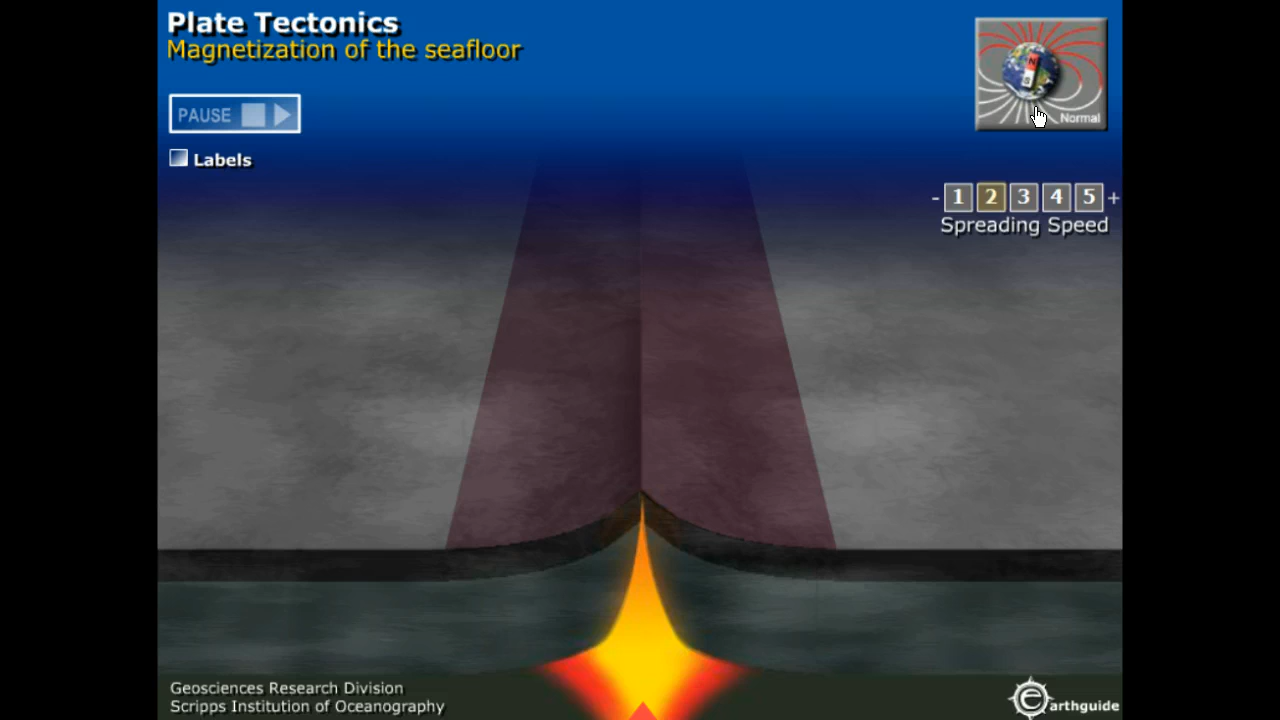 Plate Tectonics
Magnetization of the seafloor
PAUSE
Labels
N
S
Normal
- 1 2 3 4 5 +
Spreading Speed
Geosciences Research Division
Scripps Institution of Oceanography
earthguide